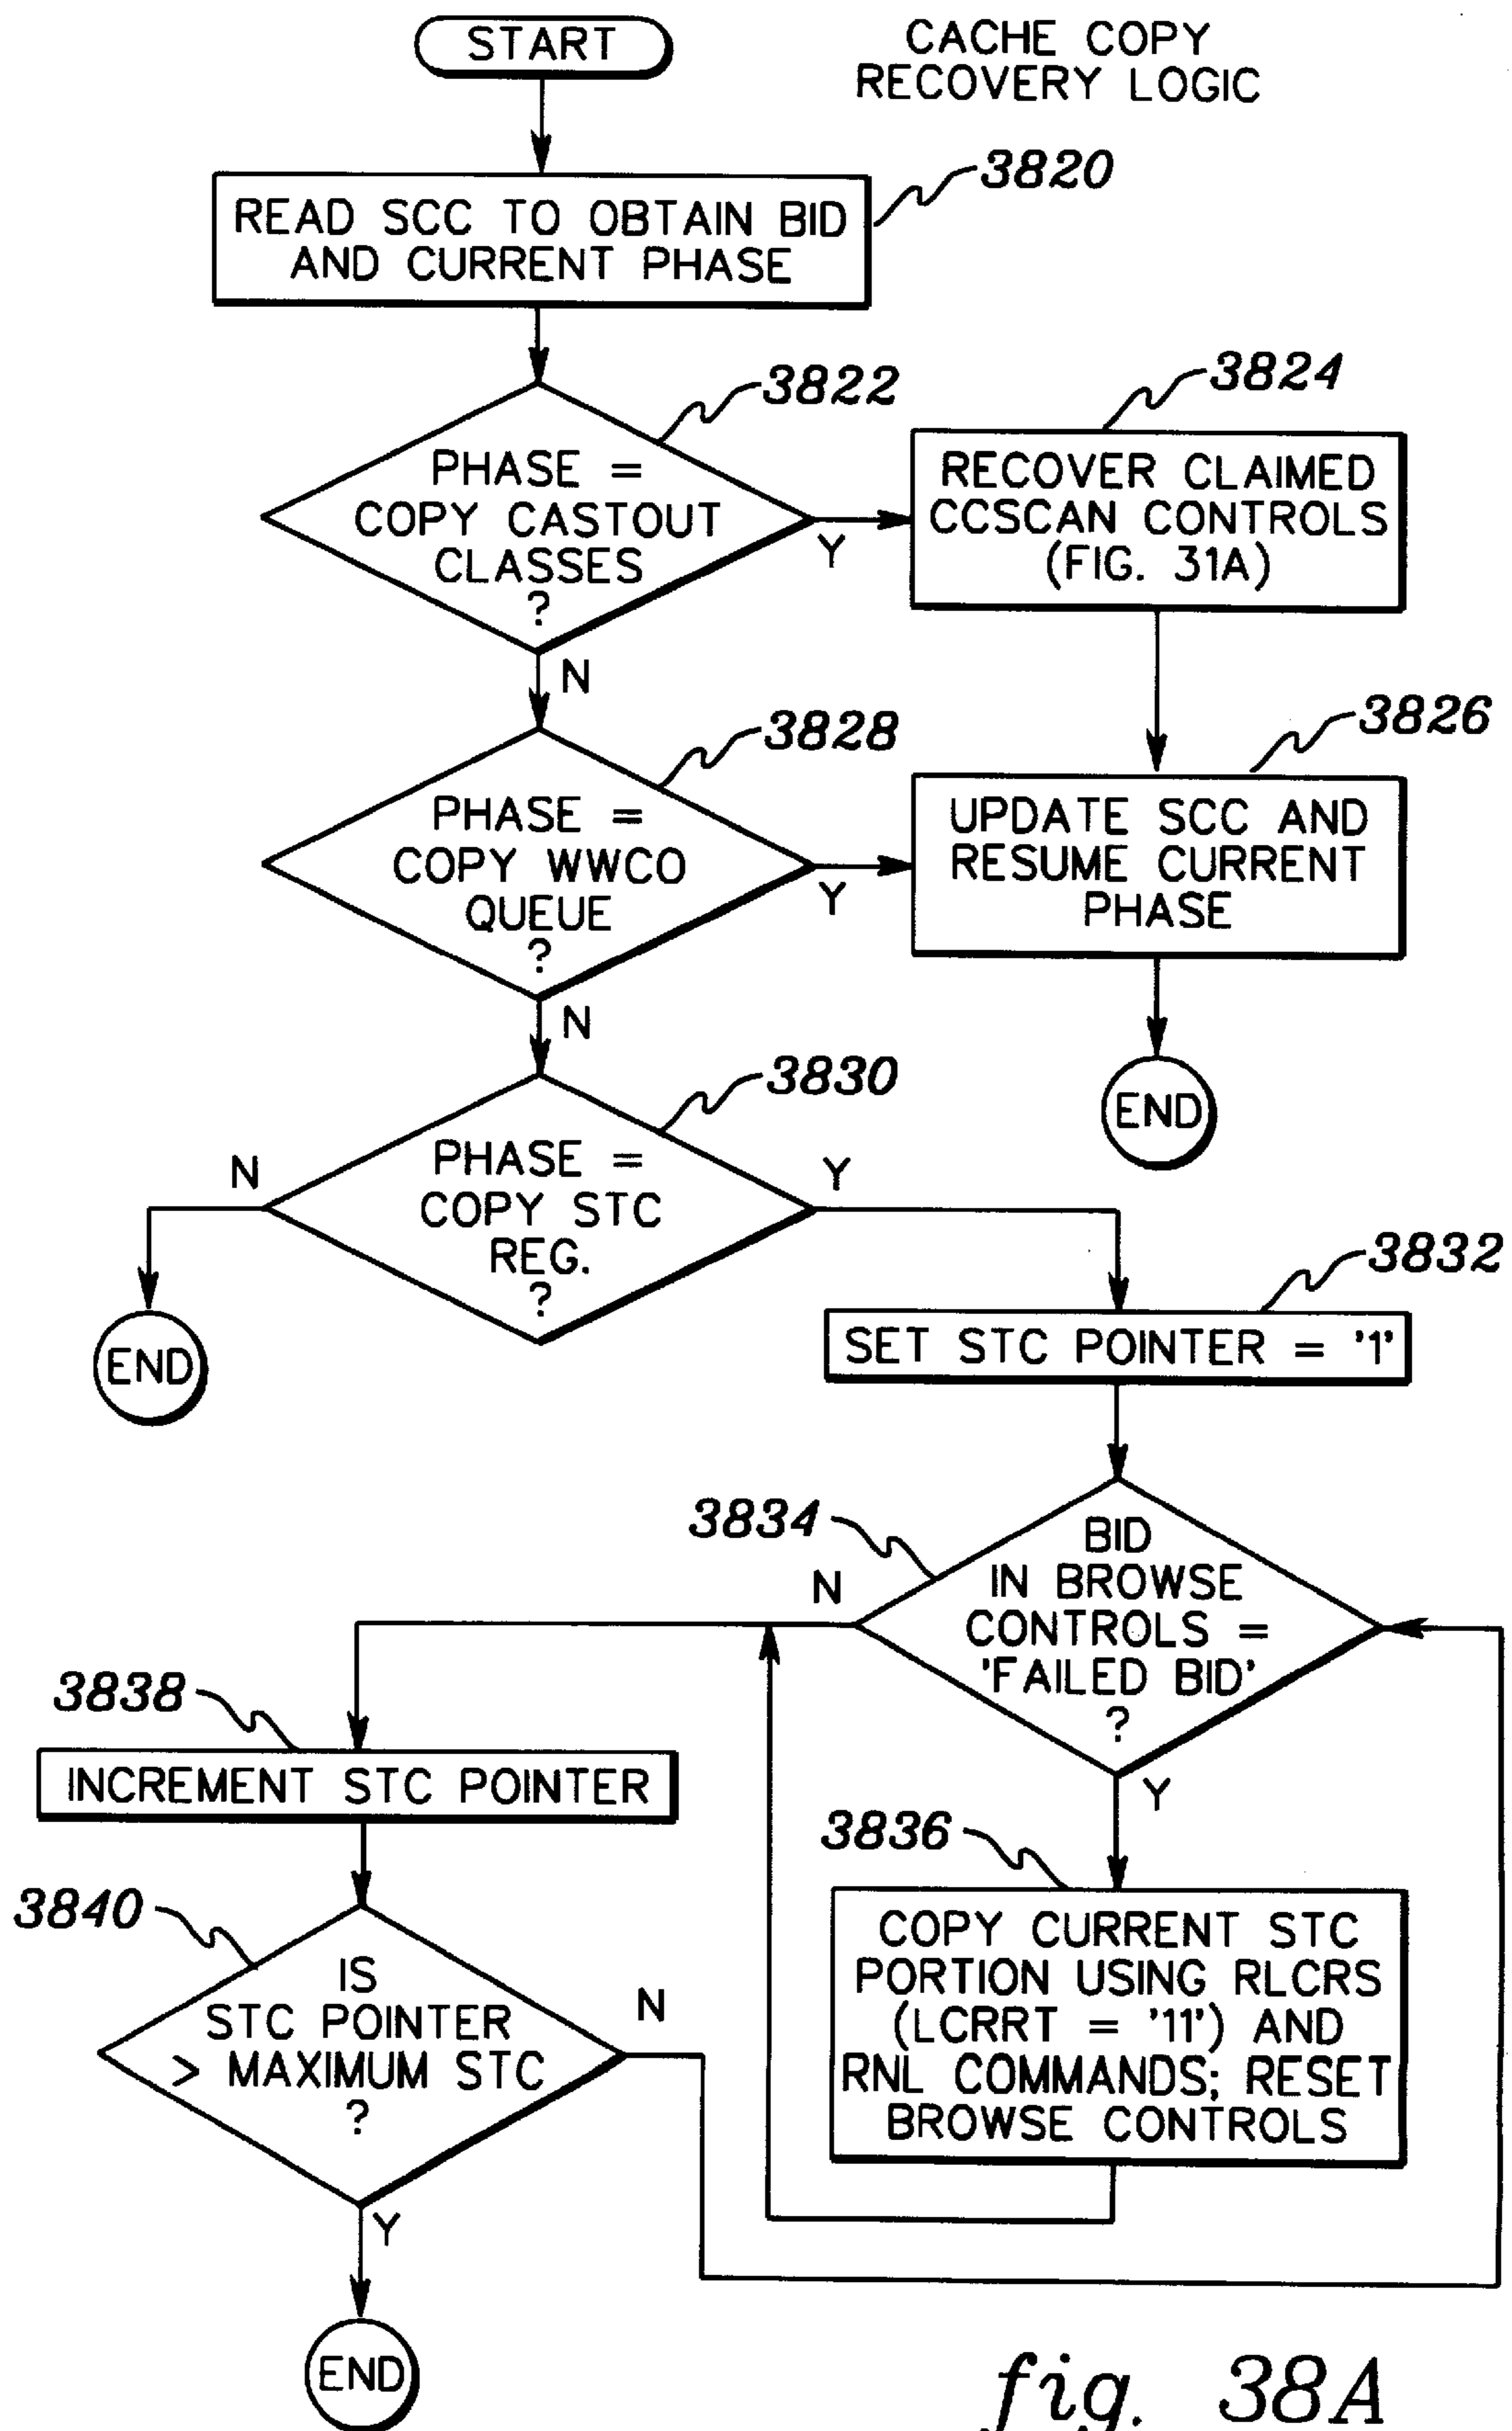 START
CACHE COPY
RECOVERY LOGIC
3820
READ SCC TO OBTAIN BID
AND CURRENT PHASE
3822
3824
PHASE =
COPY CASTOUT
CLASSES
?
Y
RECOVER CLAIMED
CCSCAN CONTROLS
(FIG. 31A)
N
3828
3826
PHASE =
COPY WWCO
QUEUE
?
Y
UPDATE SCC AND
RESUME CURRENT
PHASE
N
END
3830
N
PHASE =
COPY STC
REG.
?
Y
END
3832
SET STC POINTER = '1'
3834
BID
IN BROWSE
CONTROLS =
'FAILED BID'
?
N
Y
3838
INCREMENT STC POINTER
3836
COPY CURRENT STC
PORTION USING RLCRS
(LCRRT = '11') AND
RNL COMMANDS; RESET
BROWSE CONTROLS
3840
IS
STC POINTER
> MAXIMUM STC
?
N
Y
END
fig. 38A